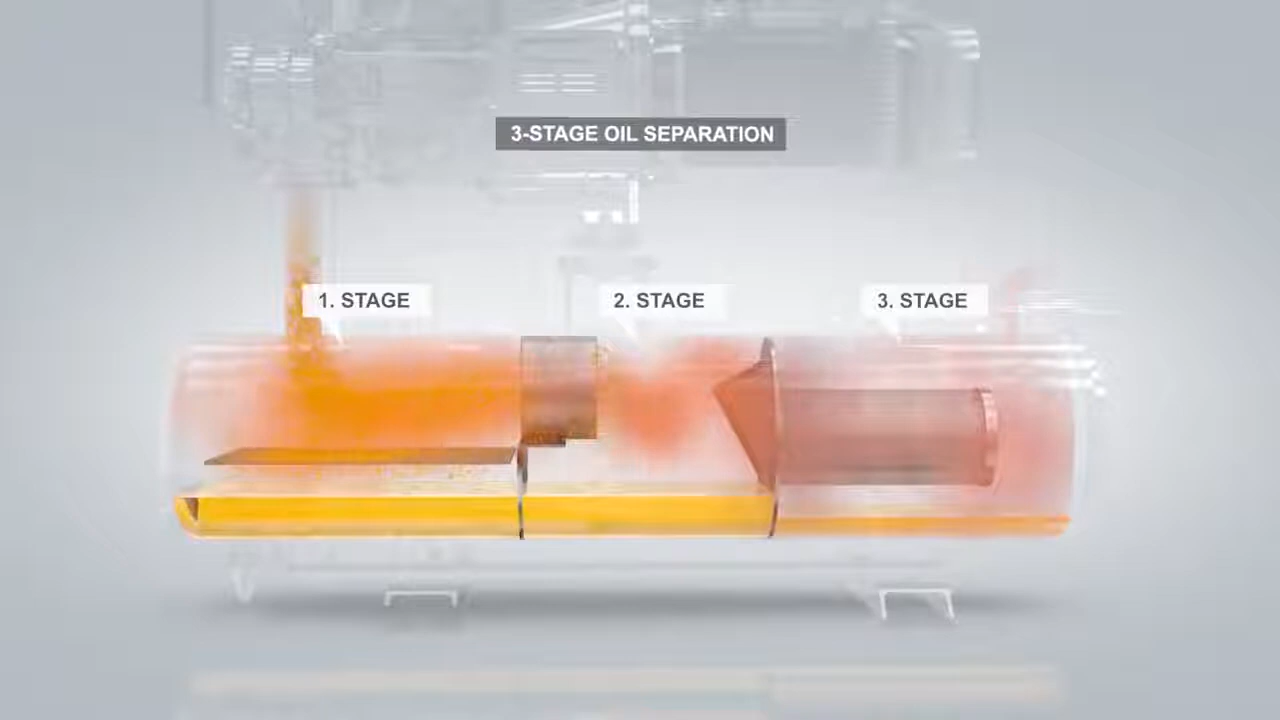 3-STAGE OIL SEPARATION
1. STAGE
2. STAGE
3. STAGE